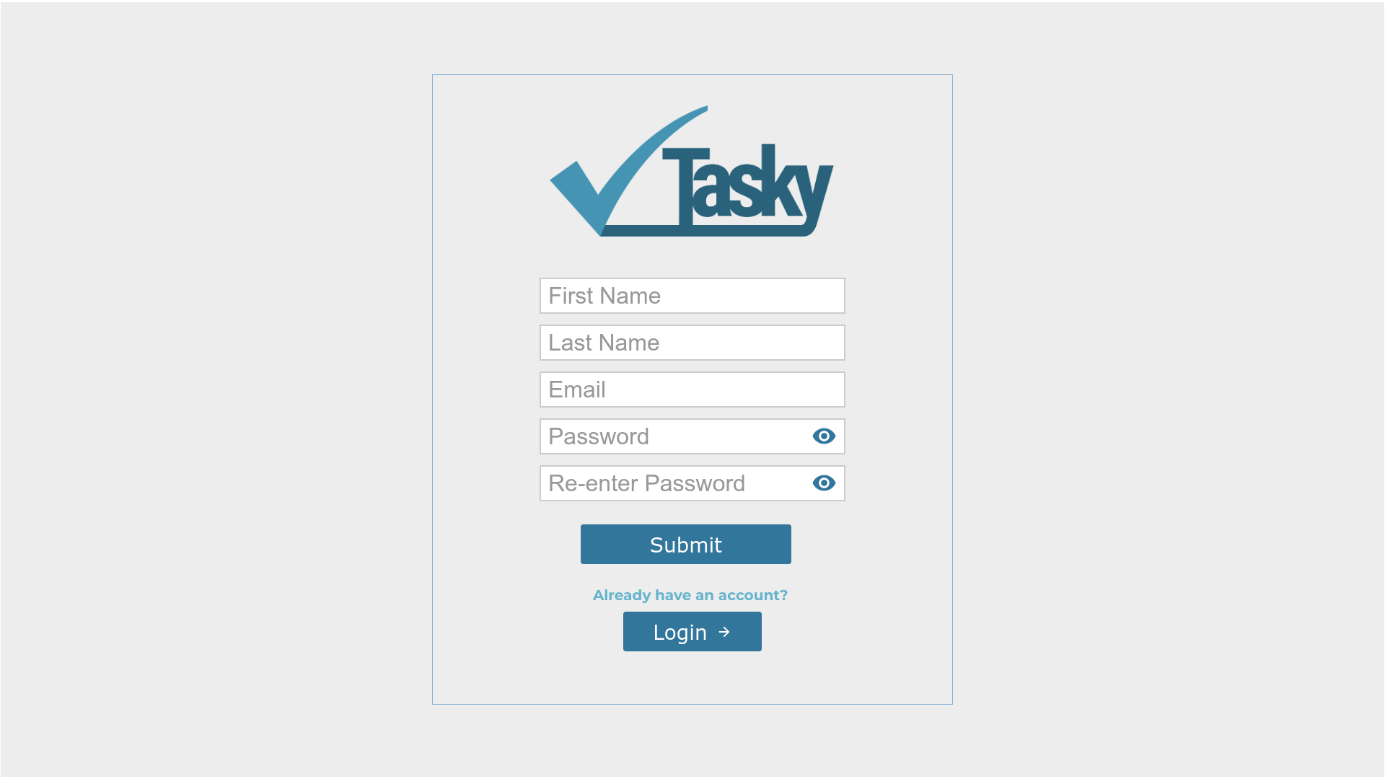 Tasky
First Name
Last Name
Email
Password
Re-enter Password
Submit
Already have an account?
Login →